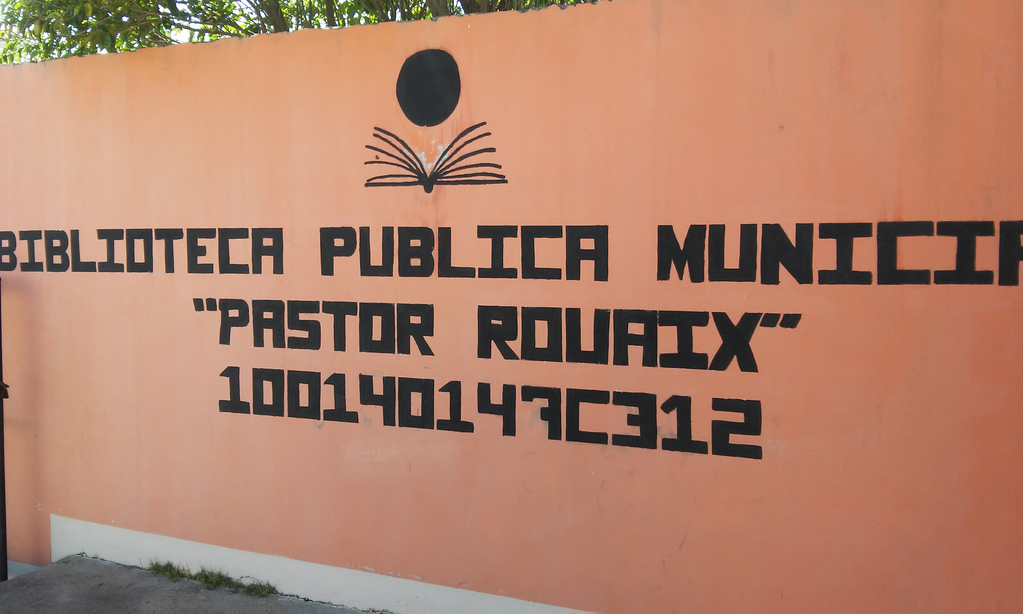 BIBLIOTECA PUBLICA MUNICIP
"PASTOR ROUAIX"
100140147C312